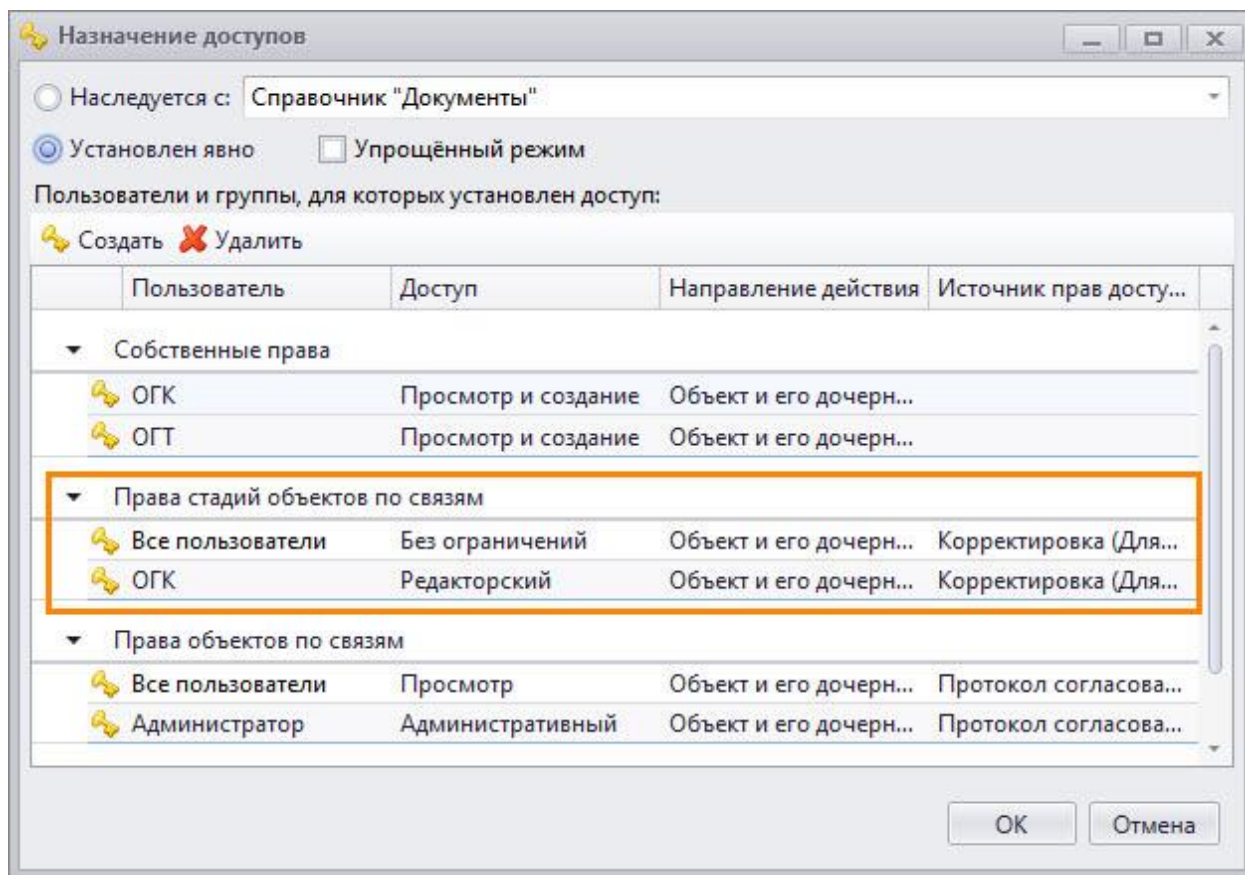 Назначение доступов
Наследуется с: Справочник "Документы"
Установлен явно Упрощённый режим
Пользователи и группы, для которых установлен доступ:
Создать Удалить
Пользователь Доступ Направление действия Источник прав досту...
Собственные права
ОГК Просмотр и создание Объект и его дочерн...
ОГТ Просмотр и создание Объект и его дочерн...
Права стадий объектов по связям
Все пользователи Без ограничений Объект и его дочерн... Корректировка (Для...
ОГК Редакторский Объект и его дочерн... Корректировка (Для...
Права объектов по связям
Все пользователи Просмотр Объект и его дочерн... Протокол согласова...
Администратор Административный Объект и его дочерн... Протокол согласова...
ОК Отмена